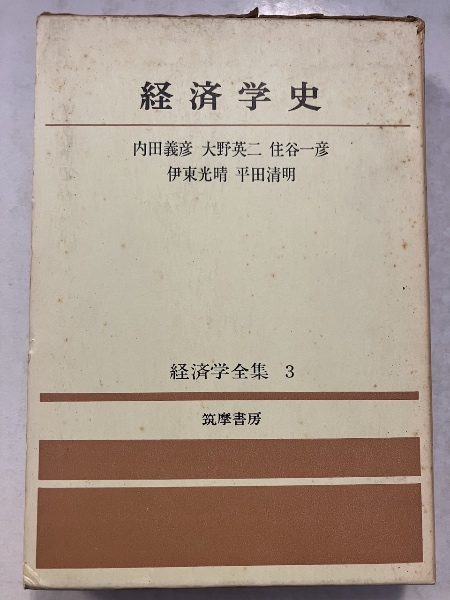 経済学史
内田義彦 大野英二 住谷一彦
伊東光晴 平田清明
経済学全集 3
筑摩書房